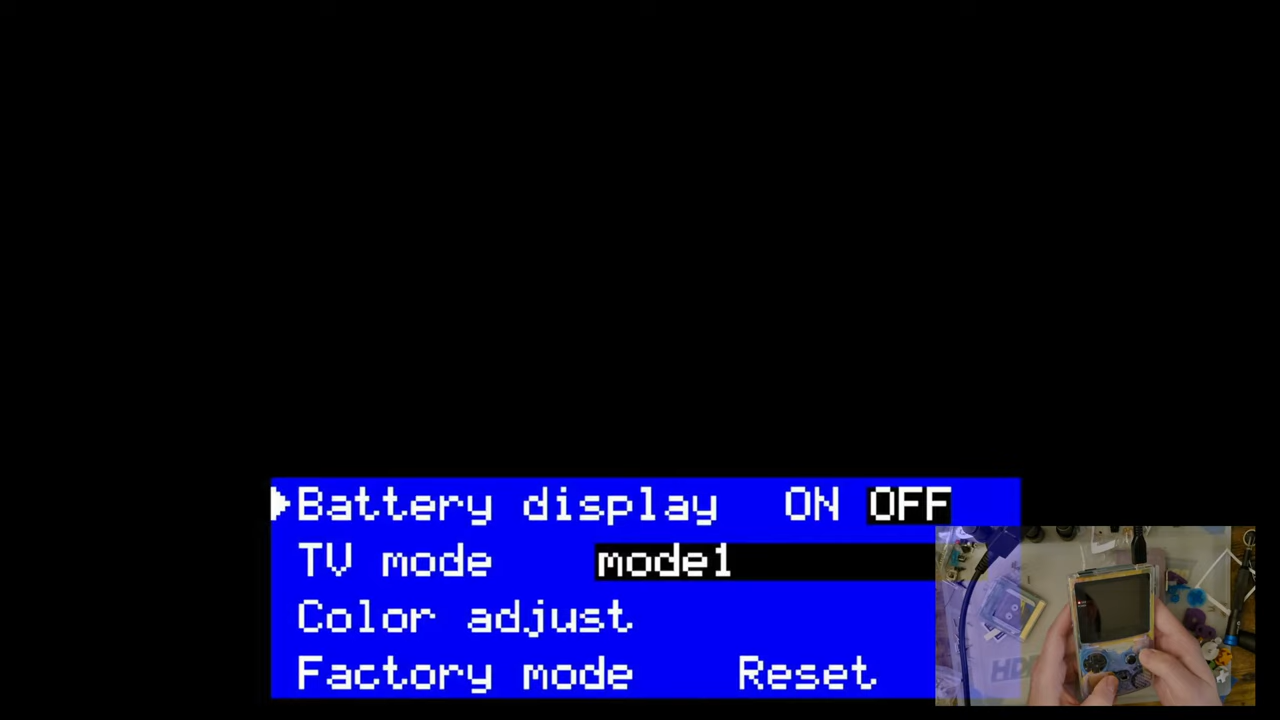 Battery display ON OFF
TV mode mode1
Color adjust
Factory mode Reset